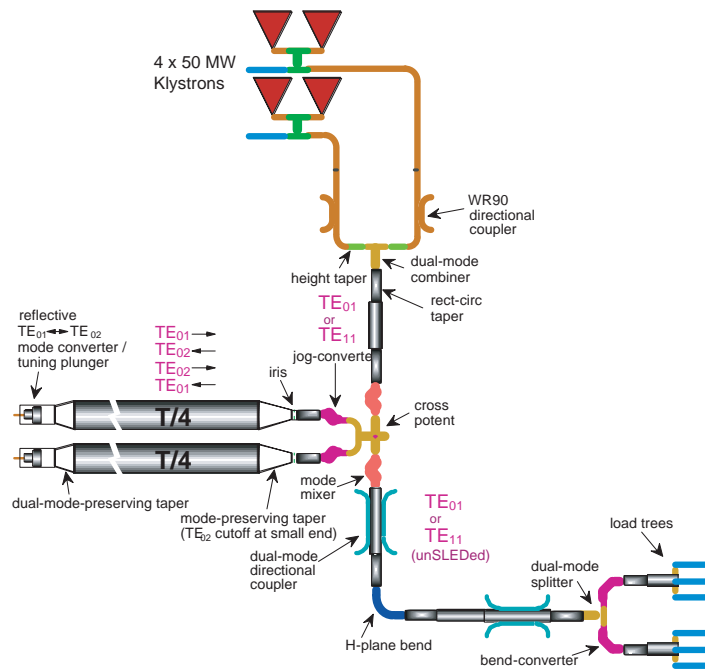 4 x 50 MW
Klystrons
WR90
directional
coupler
height taper
dual-mode
combiner
rect-circ
taper
TE01
or
TE11
reflective
TE01 TE02
mode converter /
tuning plunger
TE01
TE02
TE02
TE01
jog-converte
iris
cross
potent
T/4
T/4
mode
mixer
dual-mode-preserving taper
mode-preserving taper
(TE02 cutoff at small end)
dual-mode
directional
coupler
TE01
or
TE11
(unSLEDed)
load trees
dual-mode
splitter
H-plane bend
bend-converter